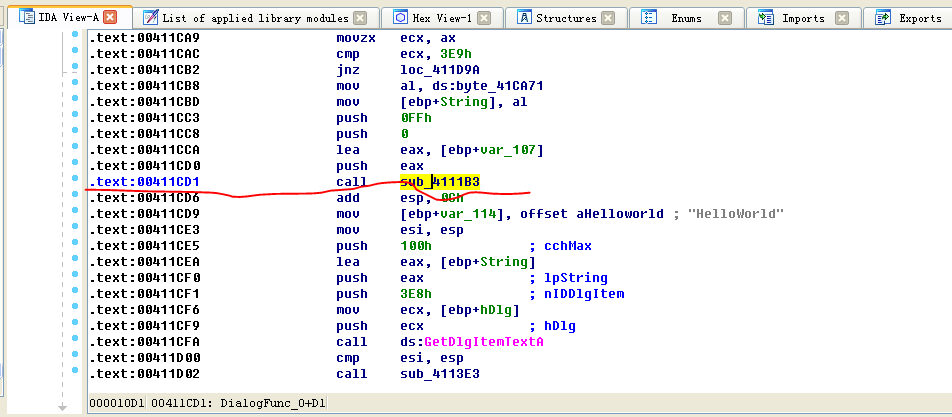 IDA View-A List of applied library modules Hex View-1 Structures Enums Imports Exports
.text:00411CA9 movzx ecx, ax
.text:00411CAC cmp ecx, 3E9h
.text:00411CB2 jnz loc_411D9A
.text:00411CB8 mov al, ds:byte_41CA71
.text:00411CBD mov [ebp+String], al
.text:00411CC3 push 0FFh
.text:00411CC8 push 0
.text:00411CCA lea eax, [ebp+var_107]
.text:00411CD0 push eax
.text:00411CD1 call sub_4111B3
.text:00411CD6 add esp, 0Ch
.text:00411CD9 mov [ebp+var_114], offset aHelloworld ; "HelloWorld"
.text:00411CE3 mov esi, esp
.text:00411CE5 push 100h ; cchMax
.text:00411CEA lea eax, [ebp+String]
.text:00411CF0 push eax ; lpString
.text:00411CF1 push 3E8h ; nIDDlgItem
.text:00411CF6 mov ecx, [ebp+hDlg]
.text:00411CF9 push ecx ; hDlg
.text:00411CFA call ds:GetDlgItemTextA
.text:00411D00 cmp esi, esp
.text:00411D02 call sub_4113E3
000010D1 00411CD1: DialogFunc_0+D1